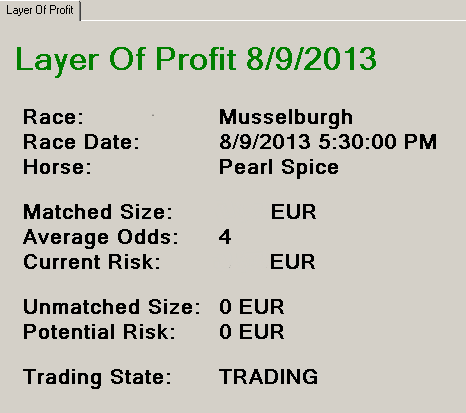 Layer Of Profit
Layer Of Profit 8/9/2013
Race: Musselburgh
Race Date: 8/9/2013 5:30:00 PM
Horse: Pearl Spice
Matched Size: EUR
Average Odds: 4
Current Risk: EUR
Unmatched Size: 0 EUR
Potential Risk: 0 EUR
Trading State: TRADING